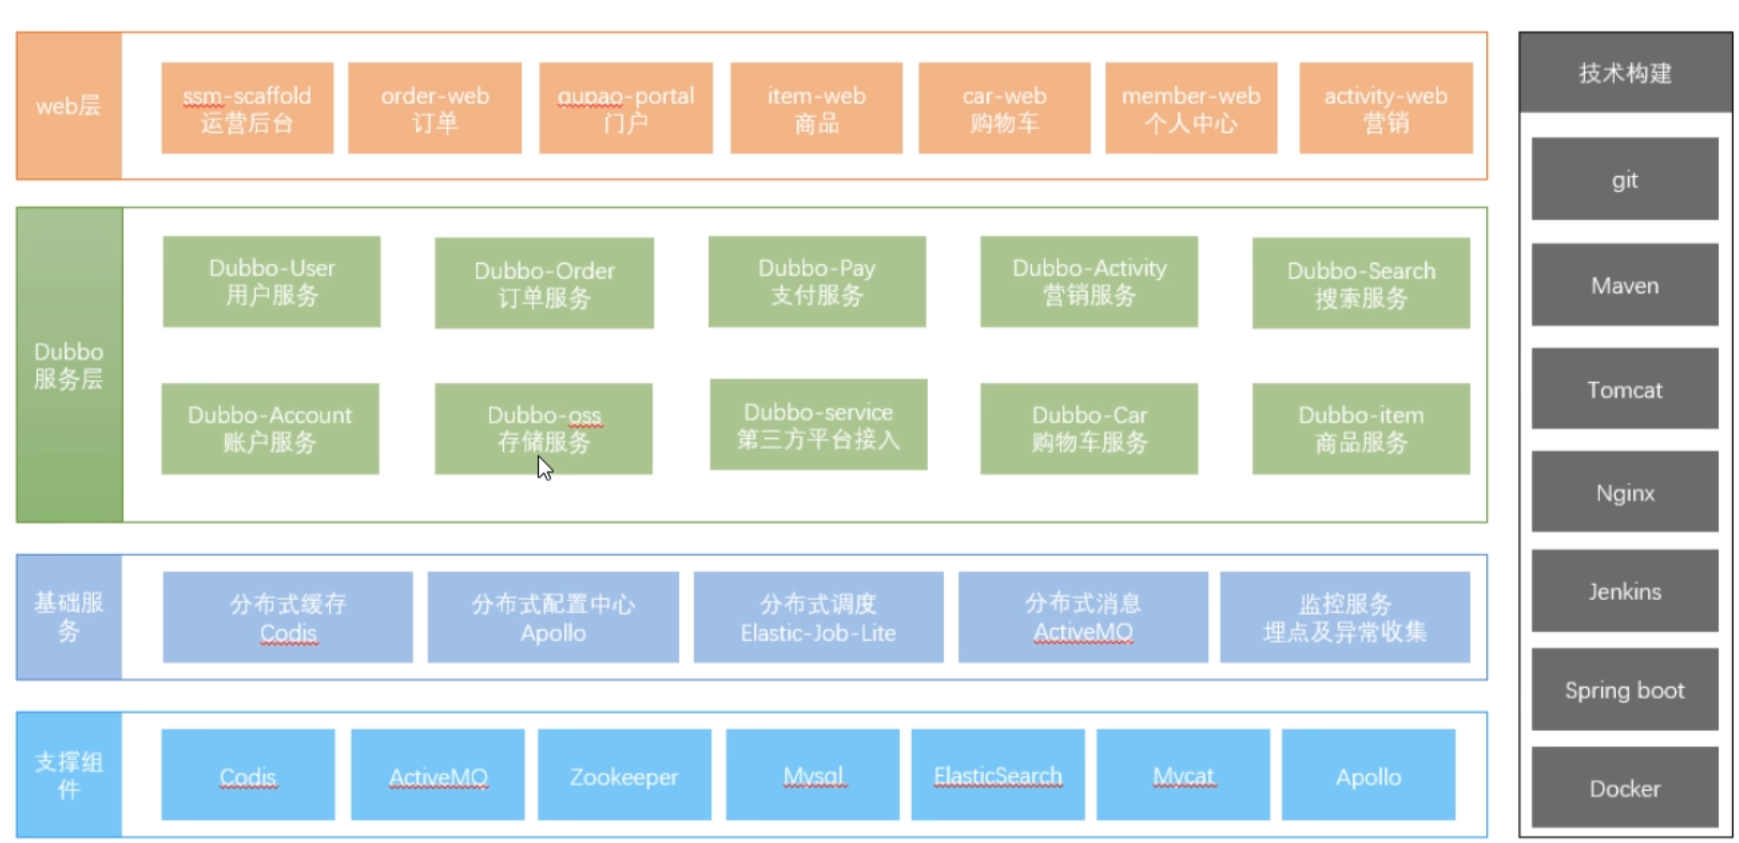 web层
ssm-scaffold
运营后台
order-web
订单
gupao-portal
门户
item-web
商品
car-web
购物车
member-web
个人中心
activity-web
营销
Dubbo
服务层
Dubbo-User
用户服务
Dubbo-Order
订单服务
Dubbo-Pay
支付服务
Dubbo-Activity
营销服务
Dubbo-Search
搜索服务
Dubbo-Account
账户服务
Dubbo-oss
存储服务
Dubbo-service
第三方平台接入
Dubbo-Car
购物车服务
Dubbo-item
商品服务
基础服
务
分布式缓存
Codis
分布式配置中心
Apollo
分布式调度
Elastic-Job-Lite
分布式消息
ActiveMQ
监控服务
埋点及异常收集
支撑组
件
Codis
ActiveMQ
Zookeeper
Mysql
ElasticSearch
Mycat
Apollo
技术构建
git
Maven
Tomcat
Nginx
Jenkins
Spring boot
Docker